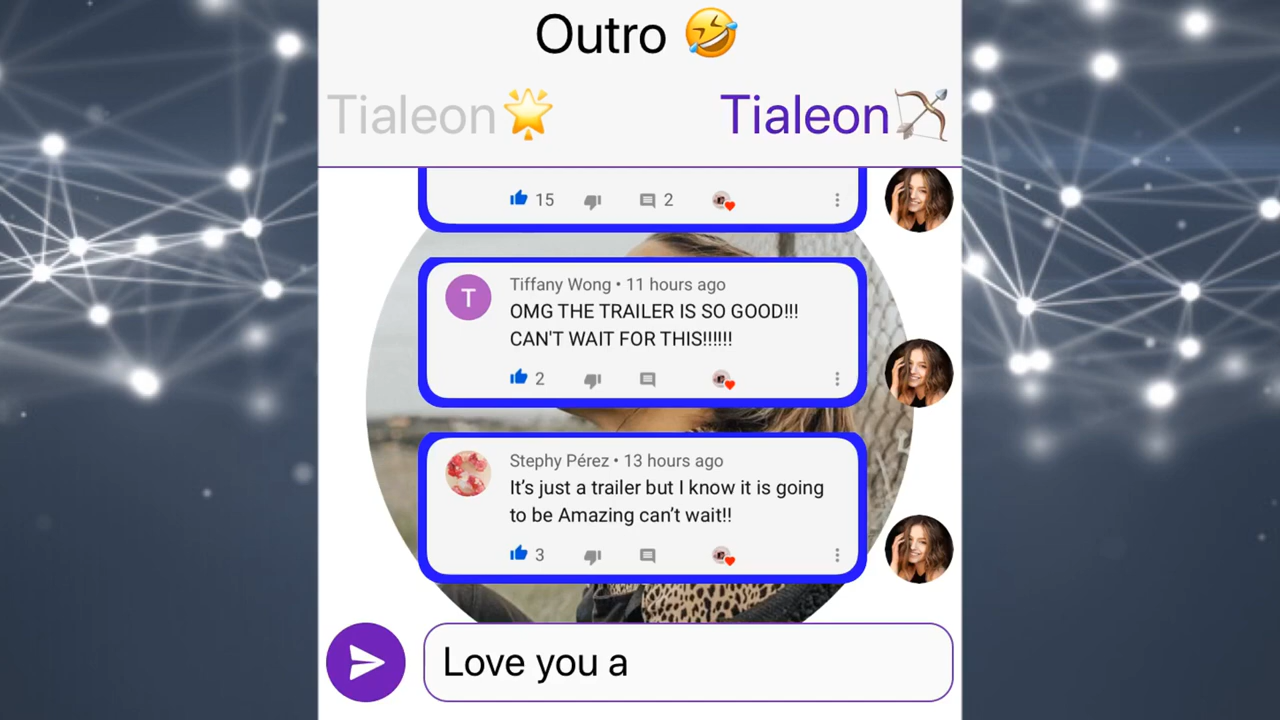 Outro 🤣
Tialeon🌟 Tialeon🏹
15 2
T
Tiffany Wong • 11 hours ago
OMG THE TRAILER IS SO GOOD!!!
CAN'T WAIT FOR THIS!!!!!!
2
Stephy Pérez • 13 hours ago
It’s just a trailer but I know it is going
to be Amazing can’t wait!!
3
Love you a